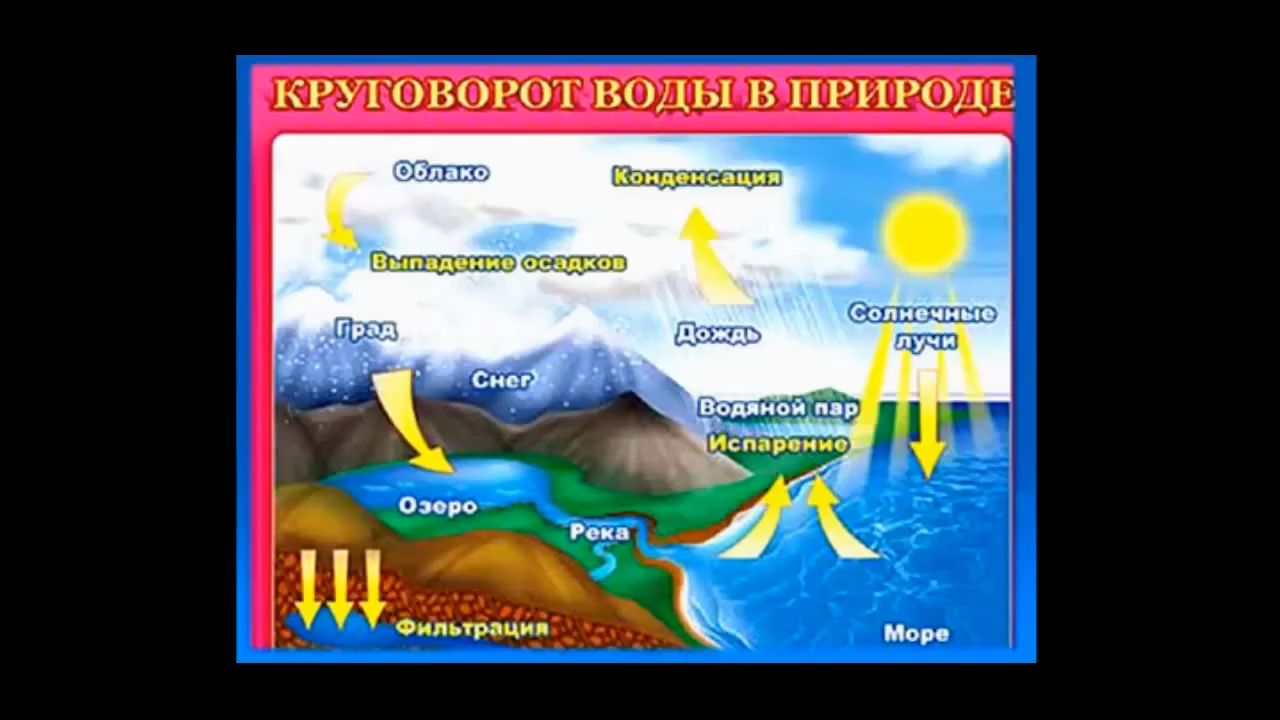 КРУГОВОРОТ ВОДЫ В ПРИРОДЕ
Облако
Конденсация
Выпадение осадков
Солнечные
лучи
Град
Дождь
Снег
Водяной пар
Испарение
Озеро
Река
Фильтрация
Море